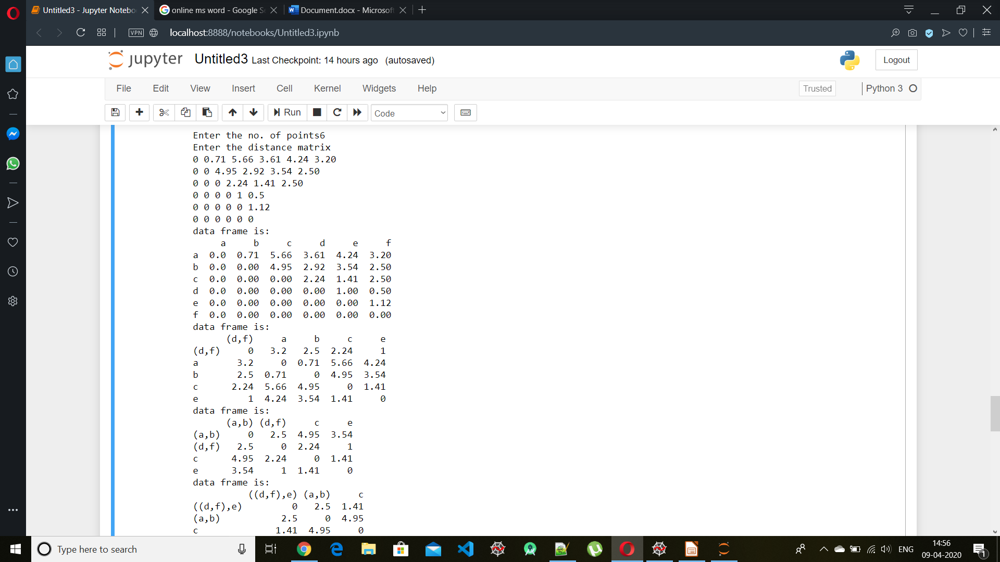 Untitled3 - Jupyter Notebo
online ms word - Google S
Document.docx - Microsof
VPN
localhost:8888/notebooks/Untitled3.ipynb
jupyter Untitled3 Last Checkpoint: 14 hours ago (autosaved)
Logout
File Edit View Insert Cell Kernel Widgets Help
Trusted
Python 3
Run
Code
Enter the no. of points6
Enter the distance matrix
0 0.71 5.66 3.61 4.24 3.20
0 0 4.95 2.92 3.54 2.50
0 0 0 2.24 1.41 2.50
0 0 0 0 1 0.5
0 0 0 0 0 1.12
0 0 0 0 0 0
data frame is:
a b c d e f
a 0.0 0.71 5.66 3.61 4.24 3.20
b 0.0 0.00 4.95 2.92 3.54 2.50
c 0.0 0.00 0.00 2.24 1.41 2.50
d 0.0 0.00 0.00 0.00 1.00 0.50
e 0.0 0.00 0.00 0.00 0.00 1.12
f 0.0 0.00 0.00 0.00 0.00 0.00
data frame is:
(d,f) a b c e
(d,f) 0 3.2 2.5 2.24 1
a 3.2 0 0.71 5.66 4.24
b 2.5 0.71 0 4.95 3.54
c 2.24 5.66 4.95 0 1.41
e 1 4.24 3.54 1.41 0
data frame is:
(a,b) (d,f) c e
(a,b) 0 2.5 4.95 3.54
(d,f) 2.5 0 2.24 1
c 4.95 2.24 0 1.41
e 3.54 1 1.41 0
data frame is:
((d,f),e) (a,b) c
((d,f),e) 0 2.5 1.41
(a,b) 2.5 0 4.95
c 1.41 4.95 0
Type here to search
ENG
14:56
09-04-2020
1